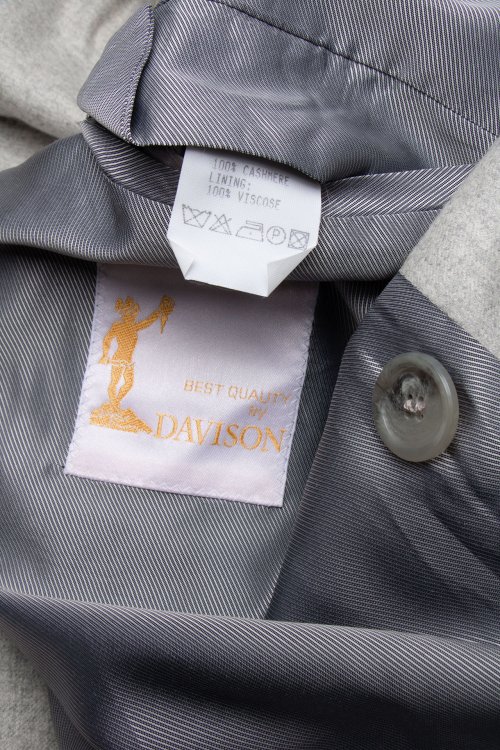 100% CASHMERE
LINING:
100% VISCOSE
P
BEST QUALITY
BY
DAVISON